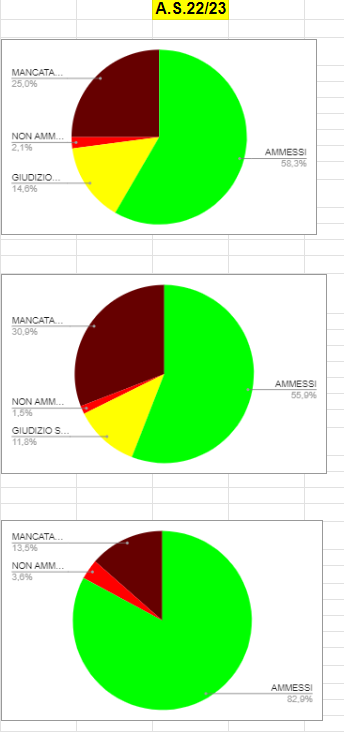 A.S.22/23
MANCATA...
25,0%
NON AMM...
2,1%
GIUDIZIO...
14,6%
AMMESSI
58,3%
MANCATA...
30,9%
NON AMM...
1,5%
GIUDIZIO S...
11,8%
AMMESSI
55,9%
MANCATA...
13,5%
NON AMM...
3,6%
AMMESSI
82,9%